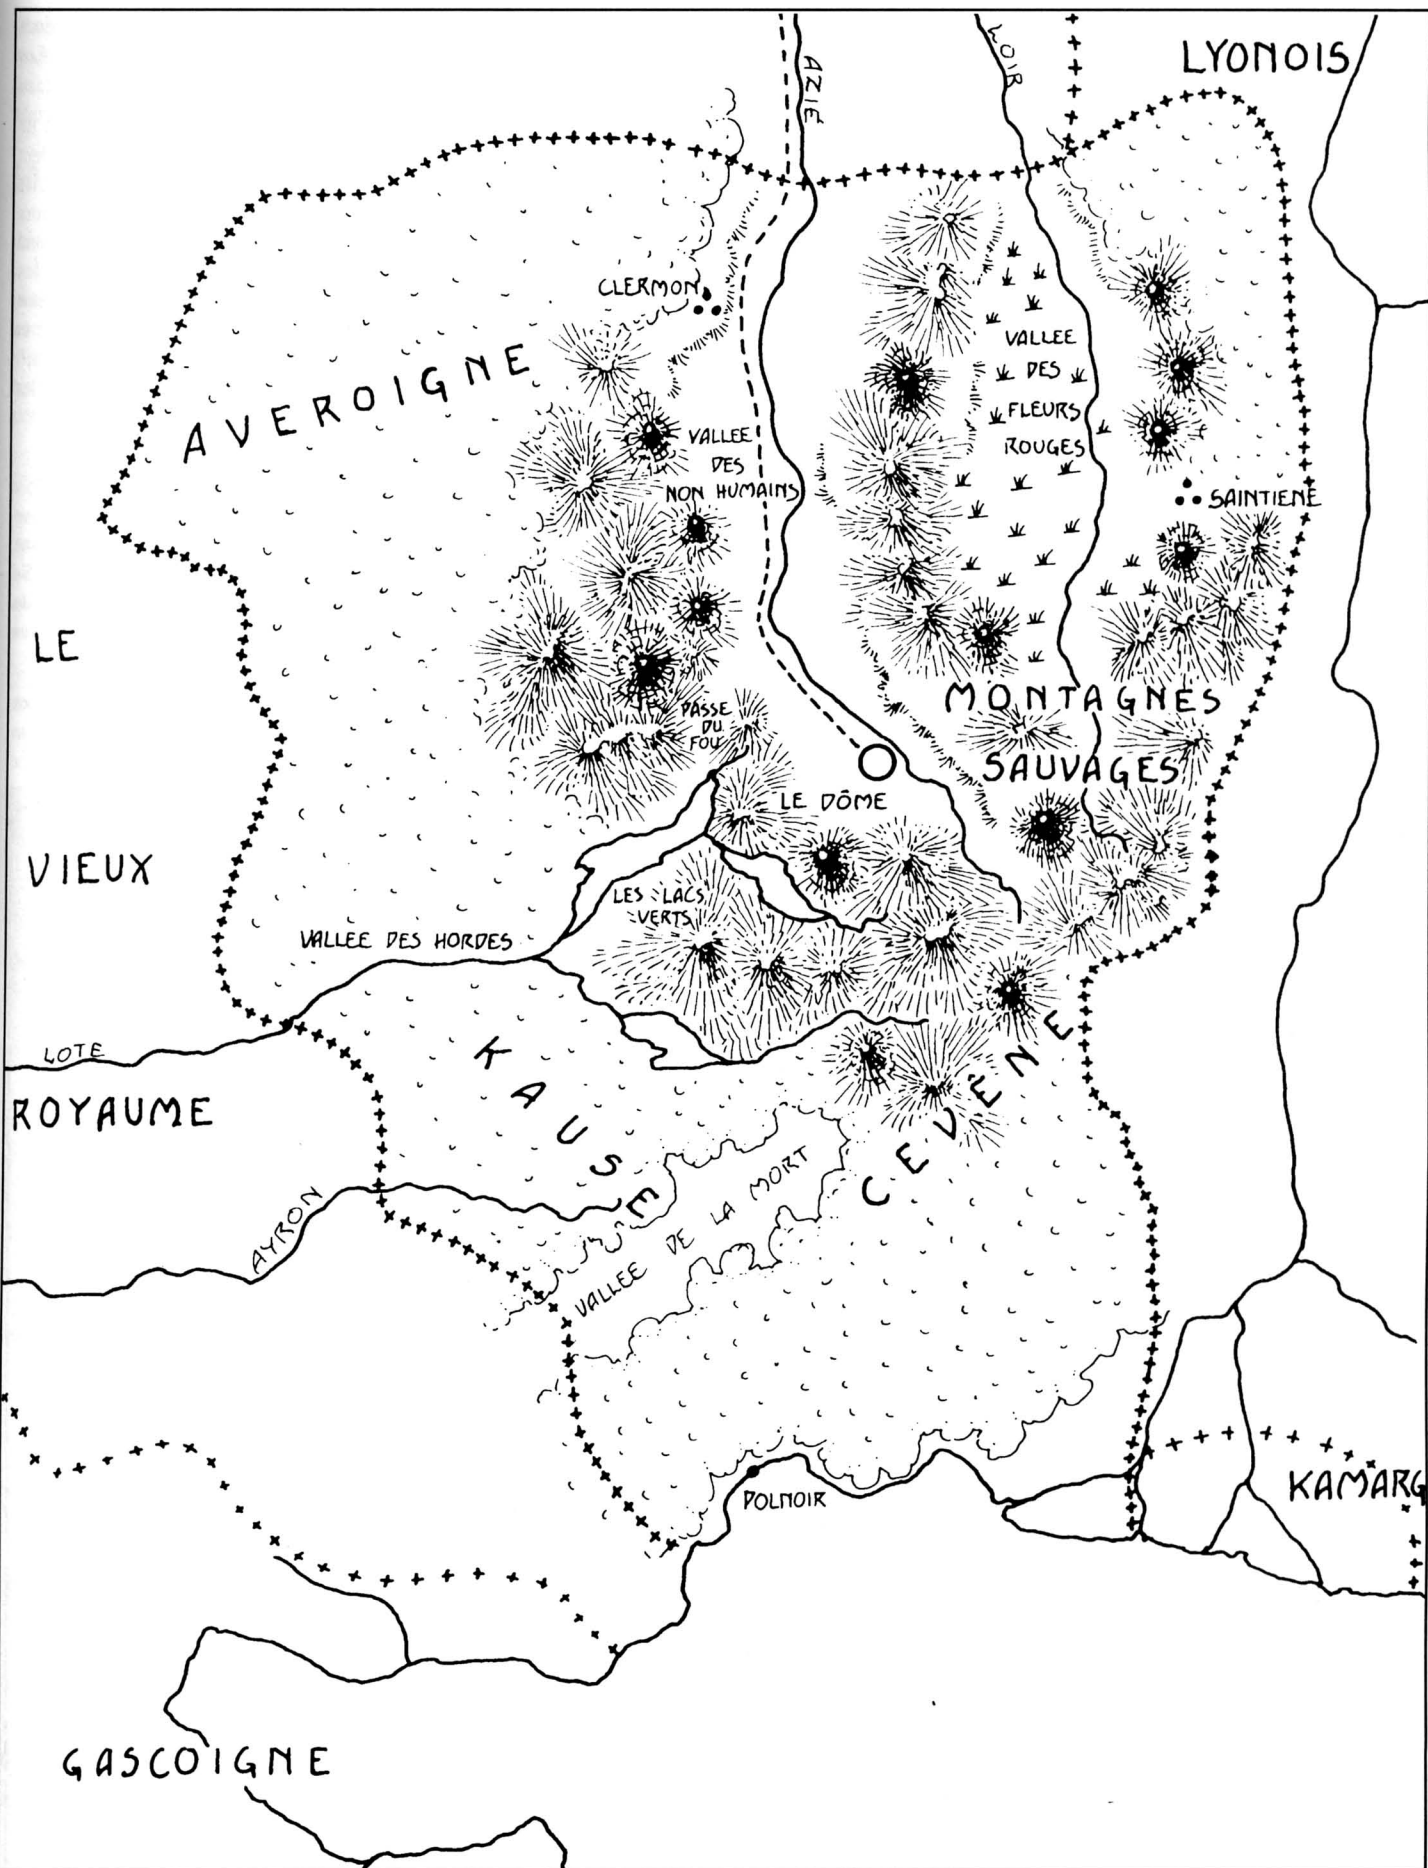 LYONOIS
AZIÉ
LOIR
CLERMON
AVEROIGNE
VALLEE
DES
FLEURS
ROUGES
VALLEE
DES
NON HUMAINS
SAINTIENE
LE
MONTAGNES
PASSE
DU
FOU
SAUVAGES
LE DÔME
VIEUX
LES LACS
VERTS
VALLEE DES HORDES
LOTE
KAUSE
CEVÊNE
ROYAUME
VALLEE DE LA MORT
AYRON
POLNOIR
KAMARG
GASCOIGNE